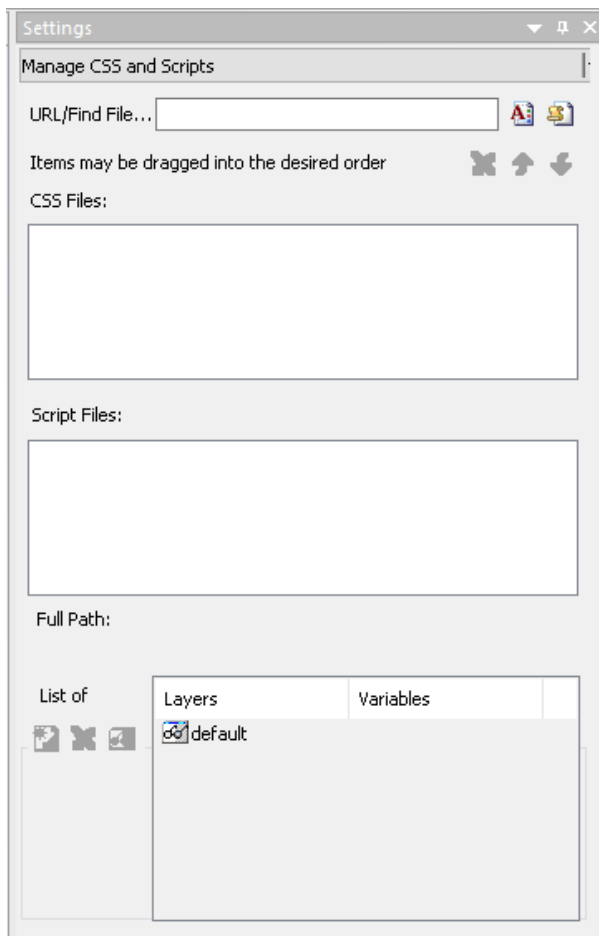 Settings
Manage CSS and Scripts
URL/Find File...
Items may be dragged into the desired order
CSS Files:
Script Files:
Full Path:
List of
Layers Variables
default